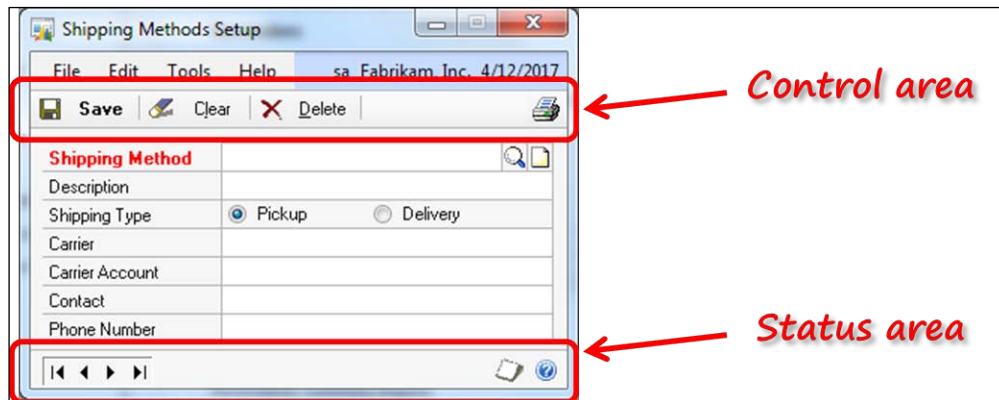 Shipping Methods Setup
File Edit Tools Help sa Fabrikam, Inc. 4/12/2017
Save Clear Delete
Control area
Shipping Method
Description
Shipping Type Pickup Delivery
Carrier
Carrier Account
Contact
Phone Number
Status area